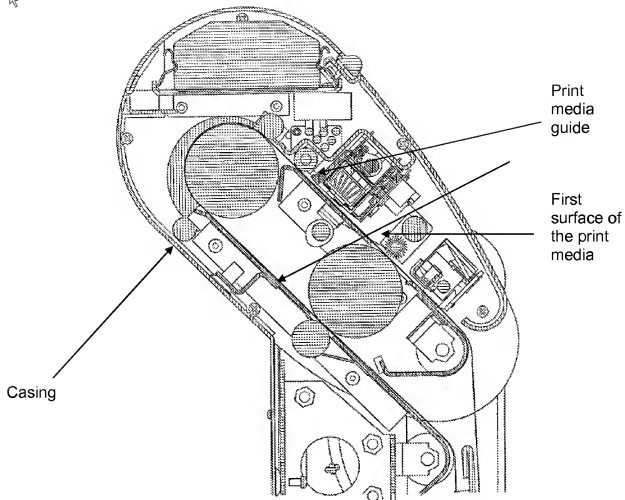 Print
media
guide
First
surface of
the print
media
Casing